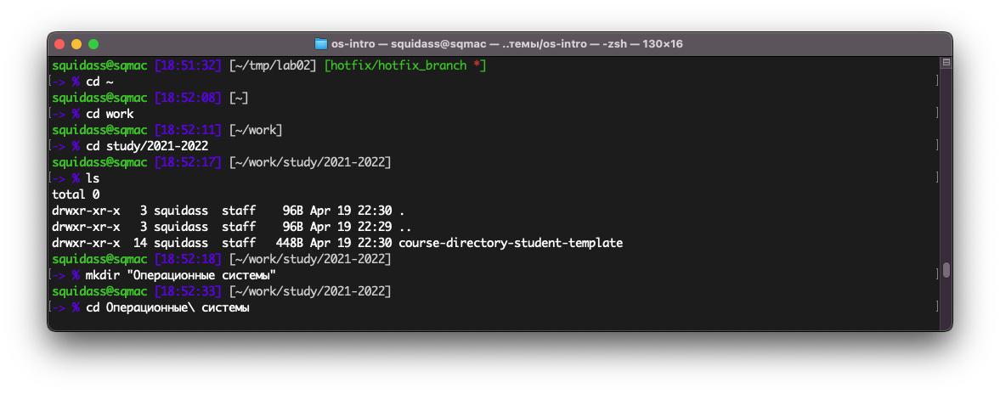 os-intro — squidass@sqmac — ..темы/os-intro — -zsh — 130×16
squidass@sqmac [18:51:32] [~/tmp/lab02] [hotfix/hotfix_branch *]
[-> % cd ~ ]
squidass@sqmac [18:52:08] [~]
[-> % cd work ]
squidass@sqmac [18:52:11] [~/work]
[-> % cd study/2021-2022 ]
squidass@sqmac [18:52:17] [~/work/study/2021-2022]
[-> % ls ]
total 0
drwxr-xr-x   3 squidass  staff    96B Apr 19 22:30 .
drwxr-xr-x   3 squidass  staff    96B Apr 19 22:29 ..
drwxr-xr-x  14 squidass  staff   448B Apr 19 22:30 course-directory-student-template
squidass@sqmac [18:52:18] [~/work/study/2021-2022]
[-> % mkdir "Операционные системы" ]
squidass@sqmac [18:52:33] [~/work/study/2021-2022]
[-> % cd Операционные\ системы ]